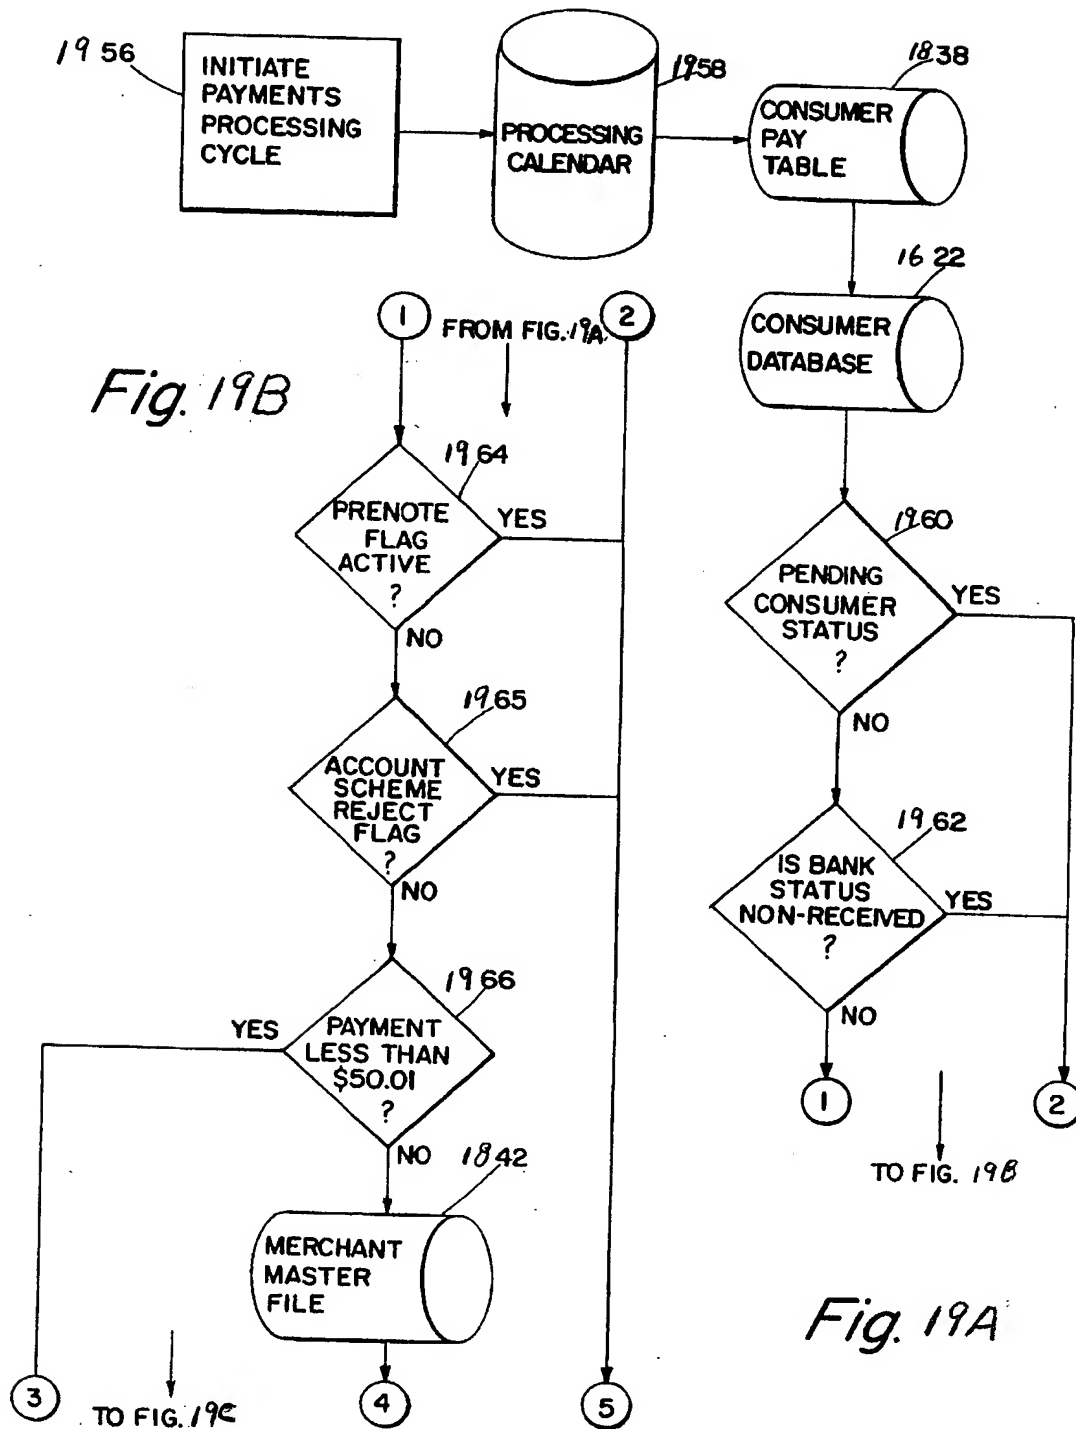 1956
INITIATE
PAYMENTS
PROCESSING
CYCLE
1958
PROCESSING
CALENDAR
1838
CONSUMER
PAY
TABLE
1622
CONSUMER
DATABASE
1960
PENDING
CONSUMER
STATUS
?
YES
NO
1962
IS BANK
STATUS
NON-RECEIVED
?
YES
NO
1
2
TO FIG. 19B
Fig. 19A
1
FROM FIG. 19A
2
Fig. 19B
1964
PRENOTE
FLAG
ACTIVE
?
YES
NO
1965
ACCOUNT
SCHEME
REJECT
FLAG
?
YES
NO
1966
YES
PAYMENT
LESS THAN
$50.01
?
NO
1842
MERCHANT
MASTER
FILE
3
TO FIG. 19C
4
5